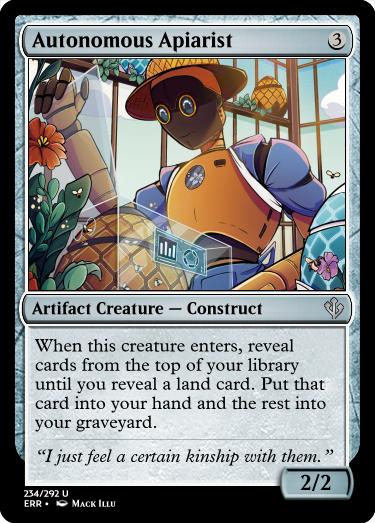 Autonomous Apiarist 3
Artifact Creature — Construct
When this creature enters, reveal
cards from the top of your library
until you reveal a land card. Put that
card into your hand and the rest into
your graveyard.
“I just feel a certain kinship with them.”
2/2
234/292 U
ERR • Mack Illu